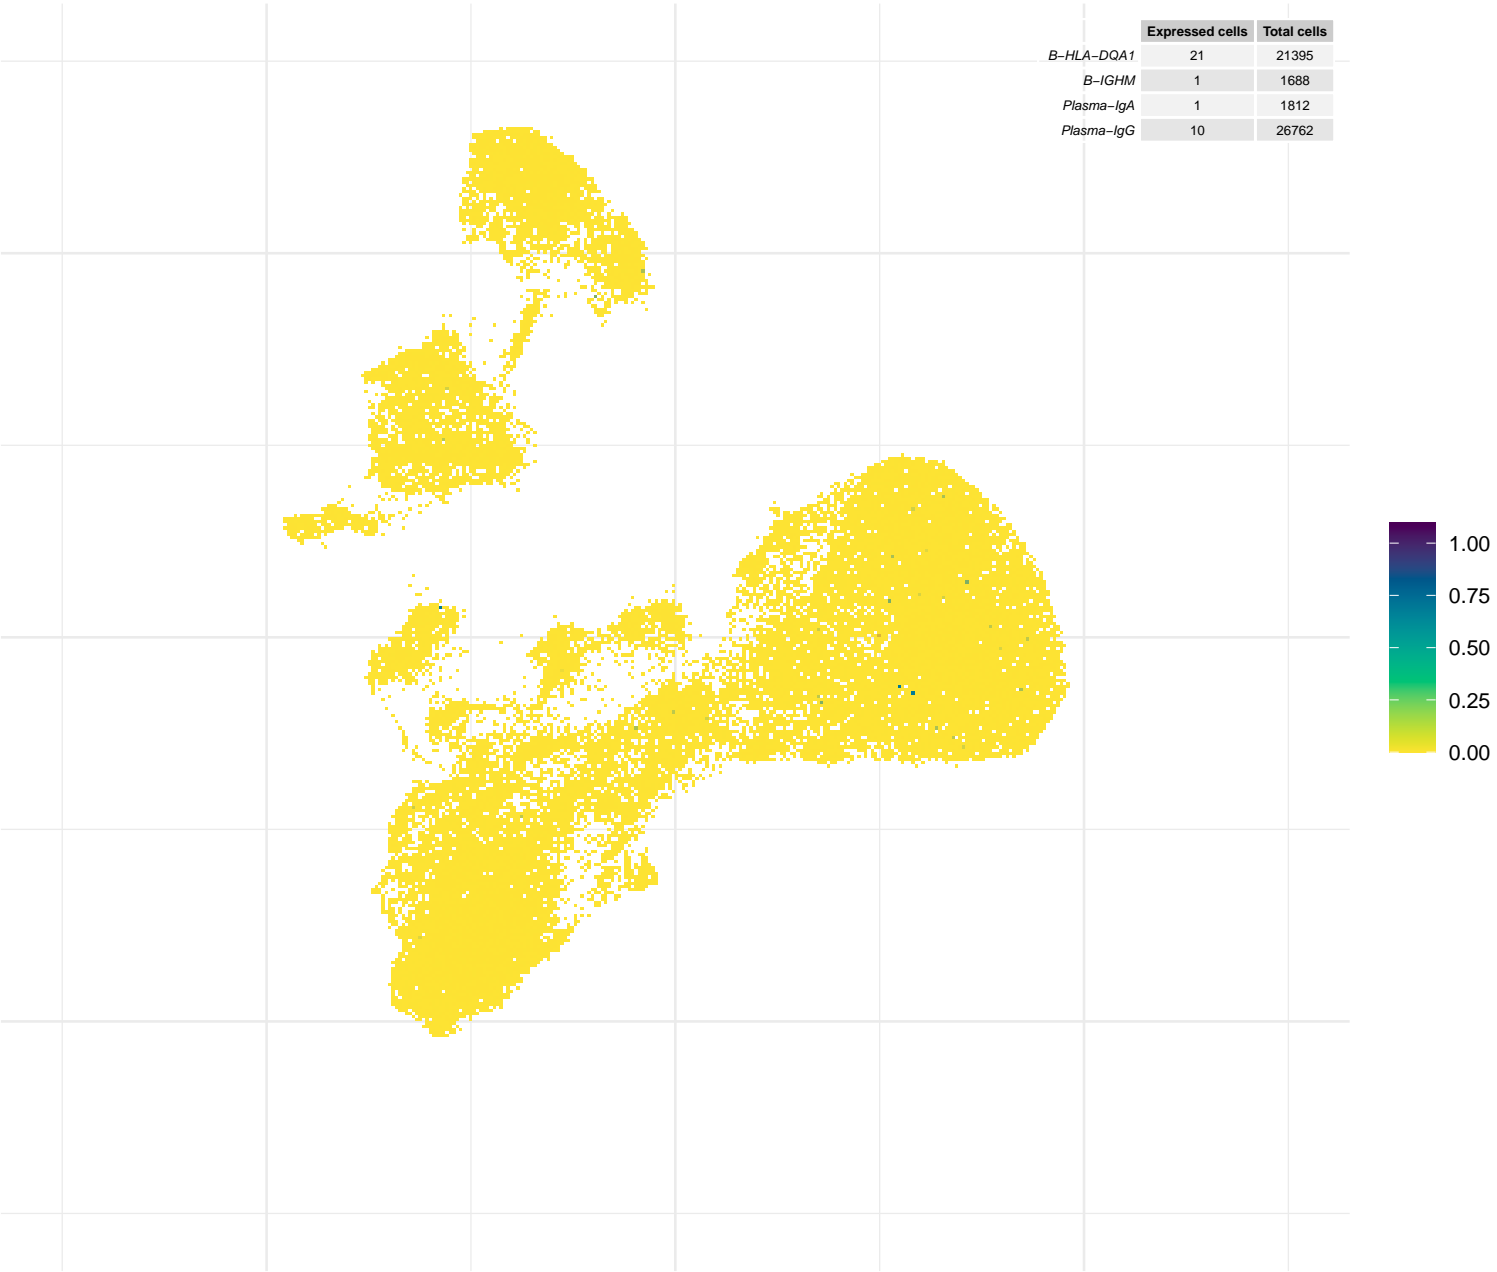 Expressed cells Total cells
B−HLA−DQA1 21 21395
B−IGHM 1 1688
Plasma−IgA 1 1812
Plasma−IgG 10 26762
1.00
0.75
0.50
0.25
0.00